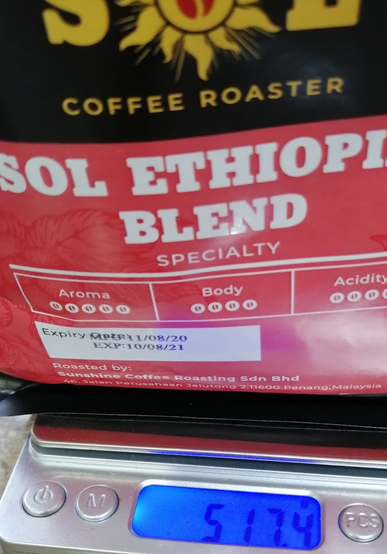 COFFEE ROASTER
SOL ETHIOPI
BLEND
SPECIALTY
Aroma Body Acidity
Expiry Date:
MFG:11/08/20
EXP:10/08/21
Roasted by:
Sunshine Coffee Roasting Sdn Bhd
46, Jalan Perusahaan Jelutong 2,11600 Penang,Malaysia
M 517.4 PCS